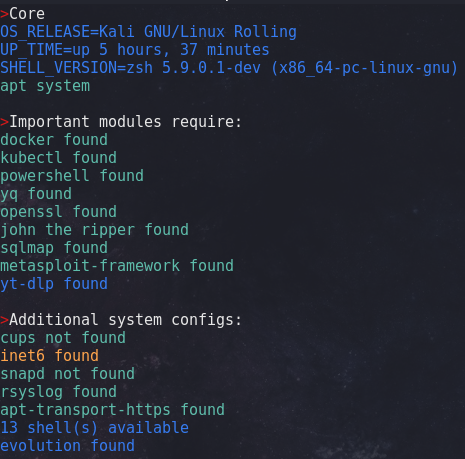 >Core
OS_RELEASE=Kali GNU/Linux Rolling
UP_TIME=up 5 hours, 37 minutes
SHELL_VERSION=zsh 5.9.0.1-dev (x86_64-pc-linux-gnu)
apt system
>Important modules require:
docker found
kubectl found
powershell found
yq found
openssl found
john the ripper found
sqlmap found
metasploit-framework found
yt-dlp found
>Additional system configs:
cups not found
inet6 found
snapd not found
rsyslog found
apt-transport-https found
13 shell(s) available
evolution found